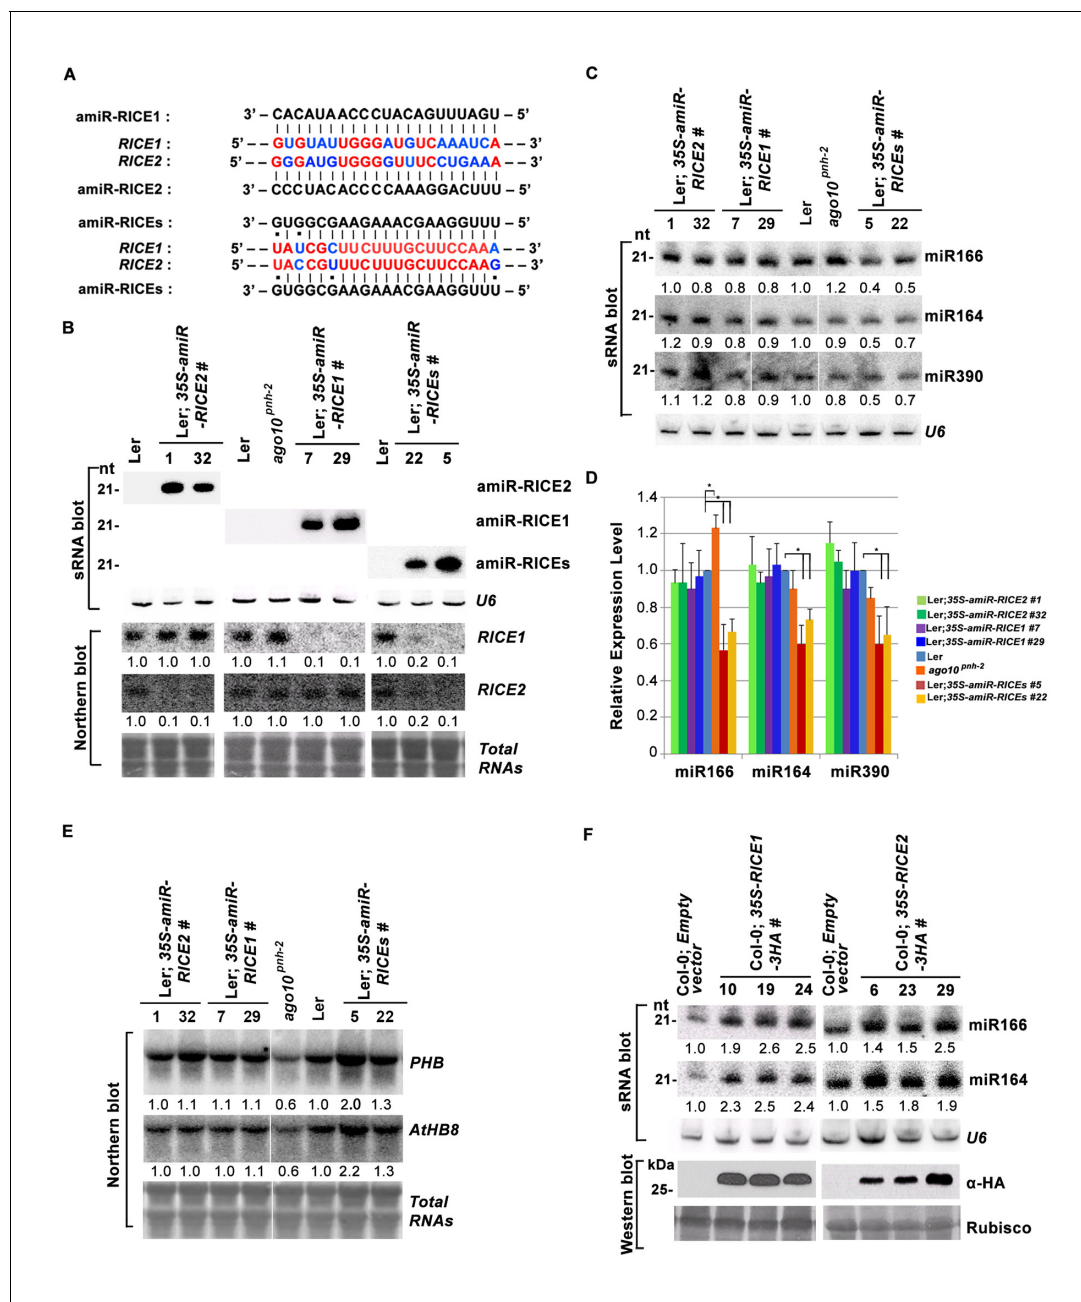 A
amiR-RICE1 : 3’ – CACAUAACCCUACAGUUUAGU – 5’
RICE1 : 5’ – – GUGUAUUGGGAUGUCAAAUCA – – 3’
RICE2 : 5’ – – GGGAUGUGGGGUUUCCUGAAA – – 3’
amiR-RICE2 : 3’ – CCCUACACCCCAAAGGACUUU – 5’
amiR-RICEs : 3’ – GUGGCGAAGAAACGAAGGUUU – 5’
RICE1 : 5’ – – UAUCGCUUCUUUGCUUCCAAA – – 3’
RICE2 : 5’ – – UACCGUUUCUUUGCUUCCAAG – – 3’
amiR-RICEs : 3’ – GUGGCGAAGAAACGAAGGUUU – 5’
B
Ler
Ler; 35S-amiR
-RICE2 #
Ler
ago10 pnh-2
Ler; 35S-amiR
-RICE1 #
Ler
Ler; 35S-amiR
-RICEs #
1 32 7 29 22 5
nt
sRNA blot
21- amiR-RICE2
21- amiR-RICE1
21- amiR-RICEs
U6
Northern blot
RICE1
1.0 1.0 1.0 1.0 1.1 0.1 0.1 1.0 0.2 0.1
RICE2
1.0 0.1 0.1 1.0 1.0 1.0 1.0 1.0 0.2 0.1
Total
RNAs
C
Ler; 35S-amiR-
RICE2 #
Ler; 35S-amiR-
RICE1 #
Ler
ago10 pnh-2
Ler; 35S-amiR-
RICEs #
1 32 7 29 5 22
nt
sRNA blot
21- miR166
1.0 0.8 0.8 0.8 1.0 1.2 0.4 0.5
21- miR164
1.2 0.9 0.8 0.9 1.0 0.9 0.5 0.7
21- miR390
1.1 1.2 0.8 0.9 1.0 0.8 0.5 0.7
U6
D
Relative Expression Level
1.4
1.2
1.0
0.8
0.6
0.4
0.2
0
* *
*
*
miR166 miR164 miR390
Ler;35S-amiR-RICE2 #1
Ler;35S-amiR-RICE2 #32
Ler;35S-amiR-RICE1 #7
Ler;35S-amiR-RICE1 #29
Ler
ago10 pnh-2
Ler;35S-amiR-RICEs #5
Ler;35S-amiR-RICEs #22
E
Ler; 35S-amiR-
RICE2 #
Ler; 35S-amiR-
RICE1 #
ago10 pnh-2
Ler
Ler; 35S-amiR-
RICEs #
1 32 7 29 5 22
Northern blot
PHB
1.0 1.1 1.1 1.1 0.6 1.0 2.0 1.3
AtHB8
1.0 1.0 1.0 1.1 0.6 1.0 2.2 1.3
Total
RNAs
F
Col-0; Empty
vector
Col-0; 35S-RICE1
-3HA #
Col-0; Empty
vector
Col-0; 35S-RICE2
-3HA #
10 19 24 6 23 29
nt
sRNA blot
21- miR166
1.0 1.9 2.6 2.5 1.0 1.4 1.5 2.5
21- miR164
1.0 2.3 2.5 2.4 1.0 1.5 1.8 1.9
U6
Western blot
kDa
25- α-HA
Rubisco